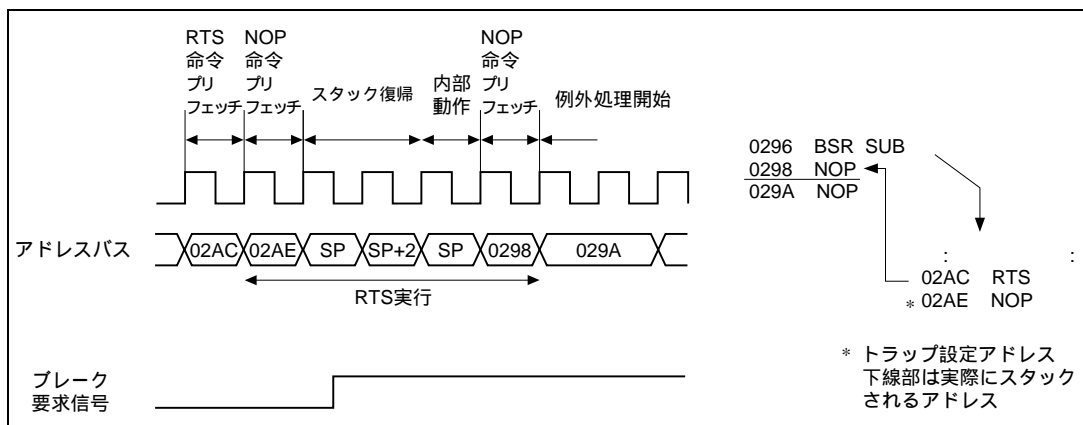 RTS
命令
プリ
フェッチ
NOP
命令
プリ
フェッチ
スタック復帰
内部
動作
NOP
命令
プリ
フェッチ
例外処理開始
アドレスバス
02AC 02AE SP SP+2 SP 0298 029A
RTS実行
ブレーク
要求信号
0296 BSR SUB
0298 NOP
029A NOP
: :
02AC RTS
* 02AE NOP
* トラップ設定アドレス
下線部は実際にスタック
されるアドレス